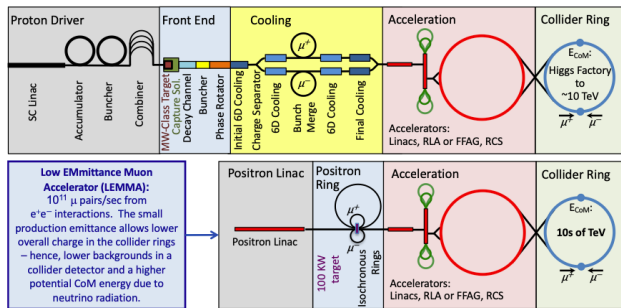 Proton Driver
Front End
Cooling
Acceleration
Collider Ring
SC Linac
Accumulator
Buncher
Combiner
MW-Class Target
Capture Sol.
Decay Channel
Buncher
Phase Rotator
Initial 6D Cooling
Charge Separator
6D Cooling
Bunch
Merge
6D Cooling
Final Cooling
μ+
μ−
Accelerators:
Linacs, RLA or FFAG, RCS
ECoM:
Higgs Factory
to
~10 TeV
μ+ μ−
Low EMmittance Muon
Accelerator (LEMMA):
10¹¹ μ pairs/sec from
e+e− interactions. The small
production emittance allows lower
overall charge in the collider rings
– hence, lower backgrounds in a
collider detector and a higher
potential CoM energy due to
neutrino radiation.
Positron Linac
Positron
Ring
Acceleration
Collider Ring
Positron Linac
100 KW
target
μ+
μ−
Isochronous
Rings
Accelerators:
Linacs, RLA or FFAG, RCS
ECoM:
10s of TeV
μ+ μ−